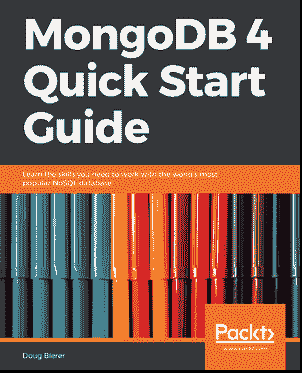 MongoDB 4
Quick Start
Guide
Learn the skills you need to work with the world's most
popular NoSQL database
Packt>
Doug Bierer